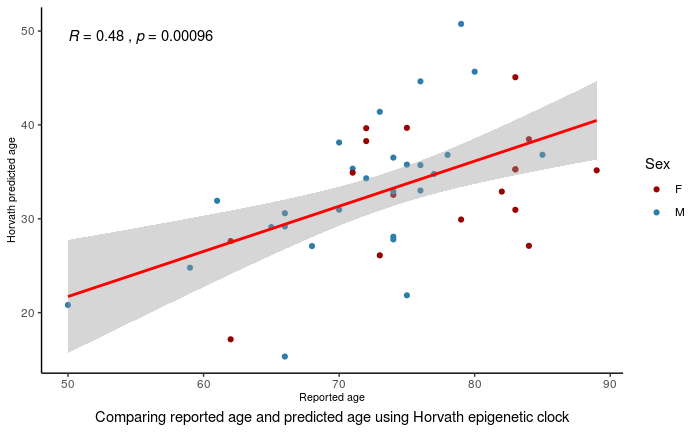 R = 0.48 , p = 0.00096
50
40
30
20
Horvath predicted age
50 60 70 80 90
Reported age
Sex
F
M
Comparing reported age and predicted age using Horvath epigenetic clock